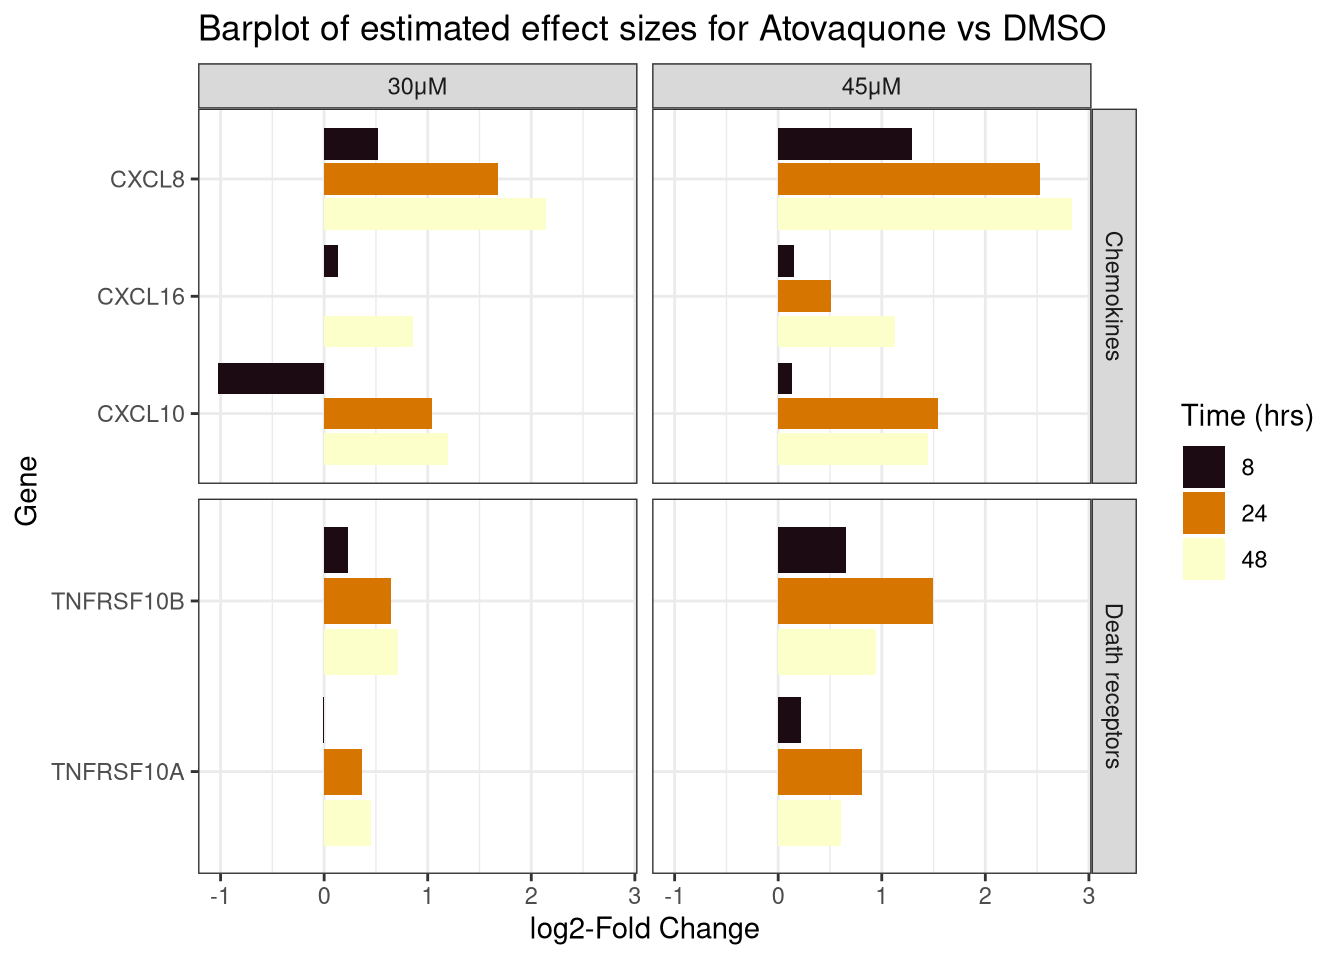 Barplot of estimated effect sizes for Atovaquone vs DMSO
30µM
45µM
CXCL8
CXCL16
CXCL10
Chemokines
Gene
TNFRSF10B
TNFRSF10A
Death receptors
-1 0 1 2 3
-1 0 1 2 3
log2-Fold Change
Time (hrs)
8
24
48